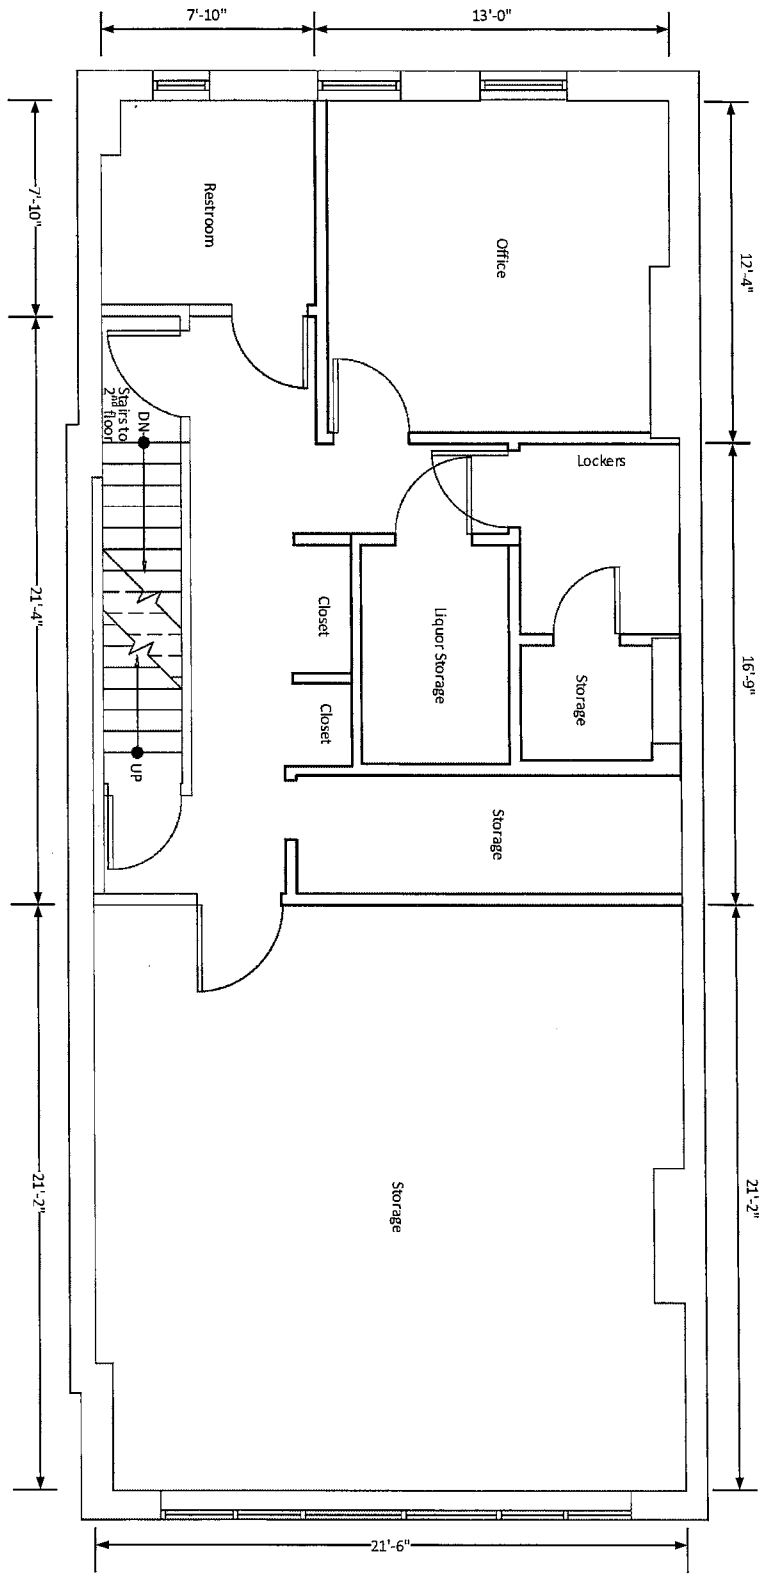 7'-10"
13'-0"
7'-10"
Restroom
Office
12'-4"
Stairs to
2nd floor
DN
Lockers
21'-4"
Closet
Liquor Storage
Storage
16'-9"
Closet
UP
Storage
21'-2"
Storage
21'-2"
21'-6"